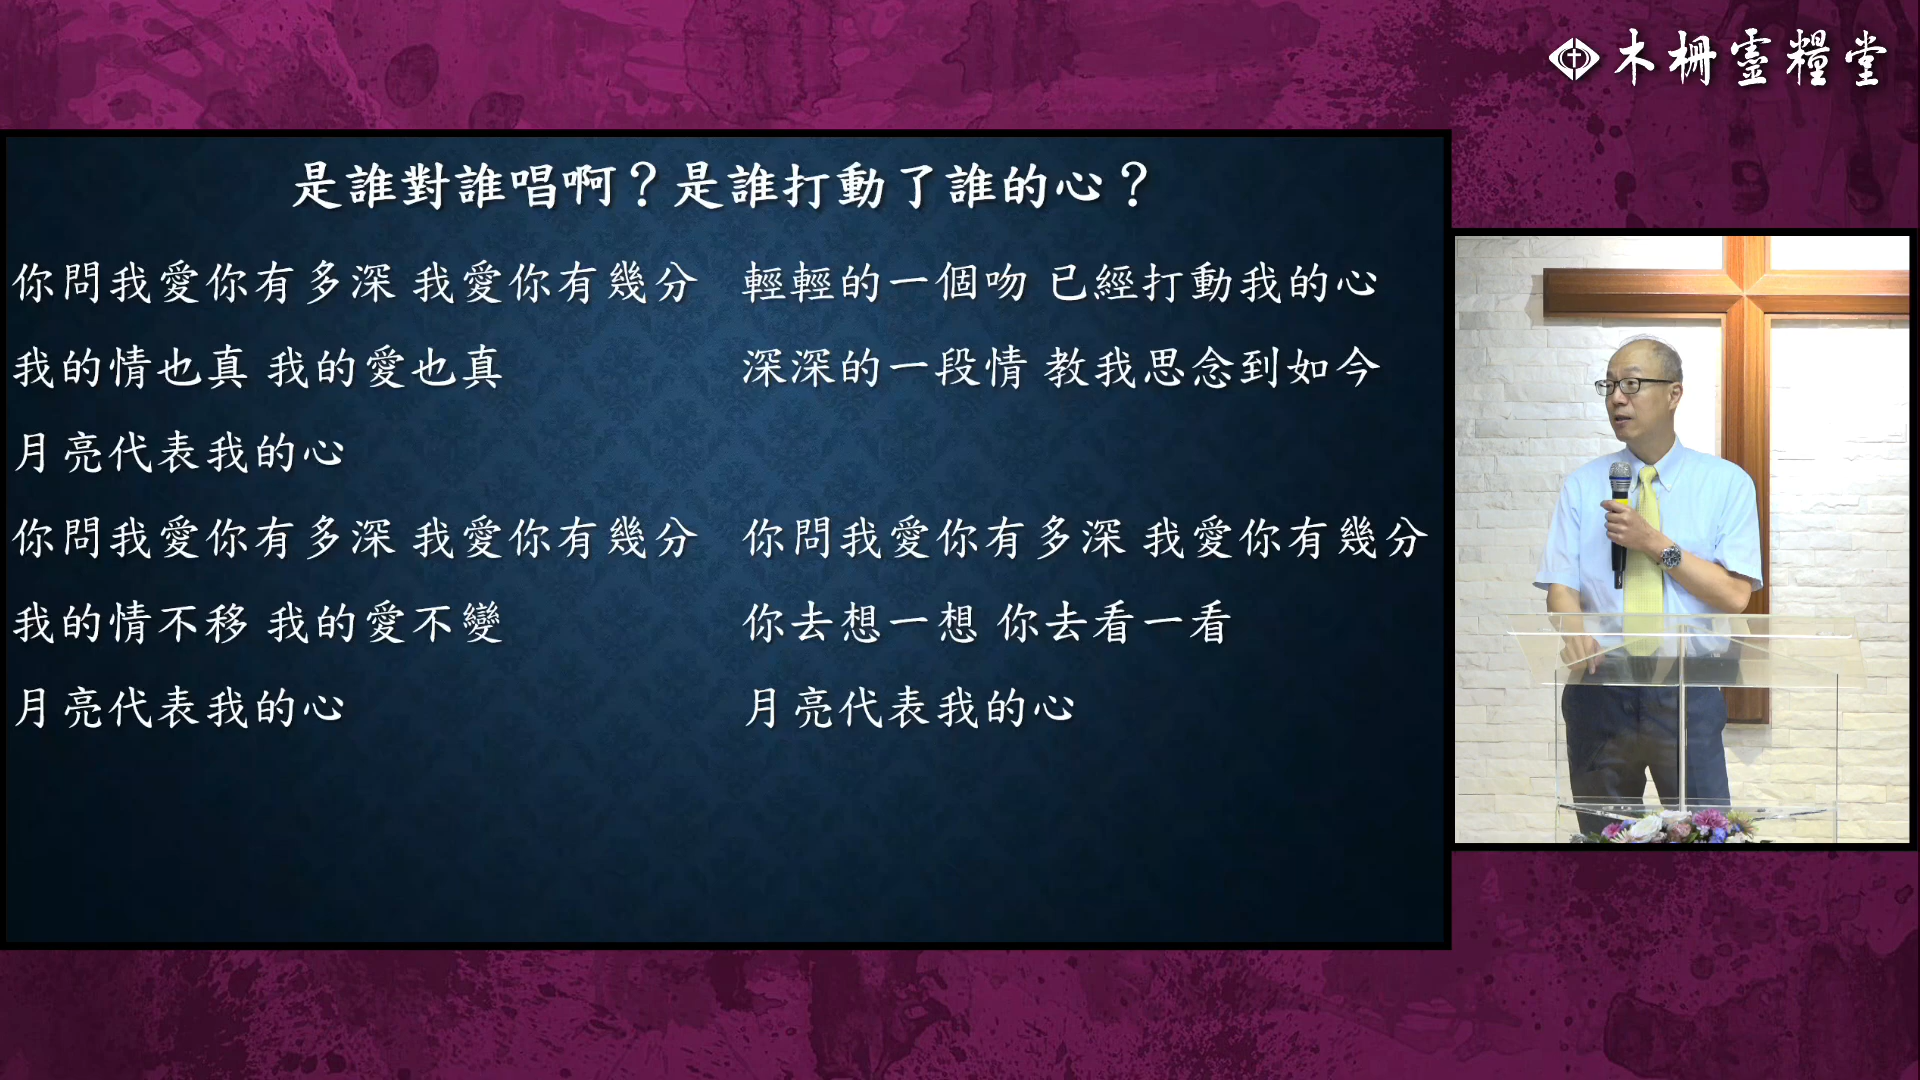 木柵靈糧堂
是誰對誰唱啊？是誰打動了誰的心？
你問我愛你有多深 我愛你有幾分
我的情也真 我的愛也真
月亮代表我的心
你問我愛你有多深 我愛你有幾分
我的情不移 我的愛不變
月亮代表我的心
輕輕的一個吻 已經打動我的心
深深的一段情 教我思念到如今
你問我愛你有多深 我愛你有幾分
你去想一想 你去看一看
月亮代表我的心